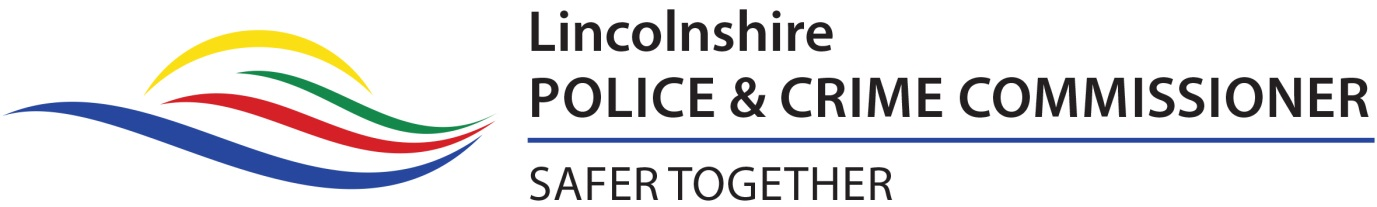 Lincolnshire
POLICE & CRIME COMMISSIONER
SAFER TOGETHER